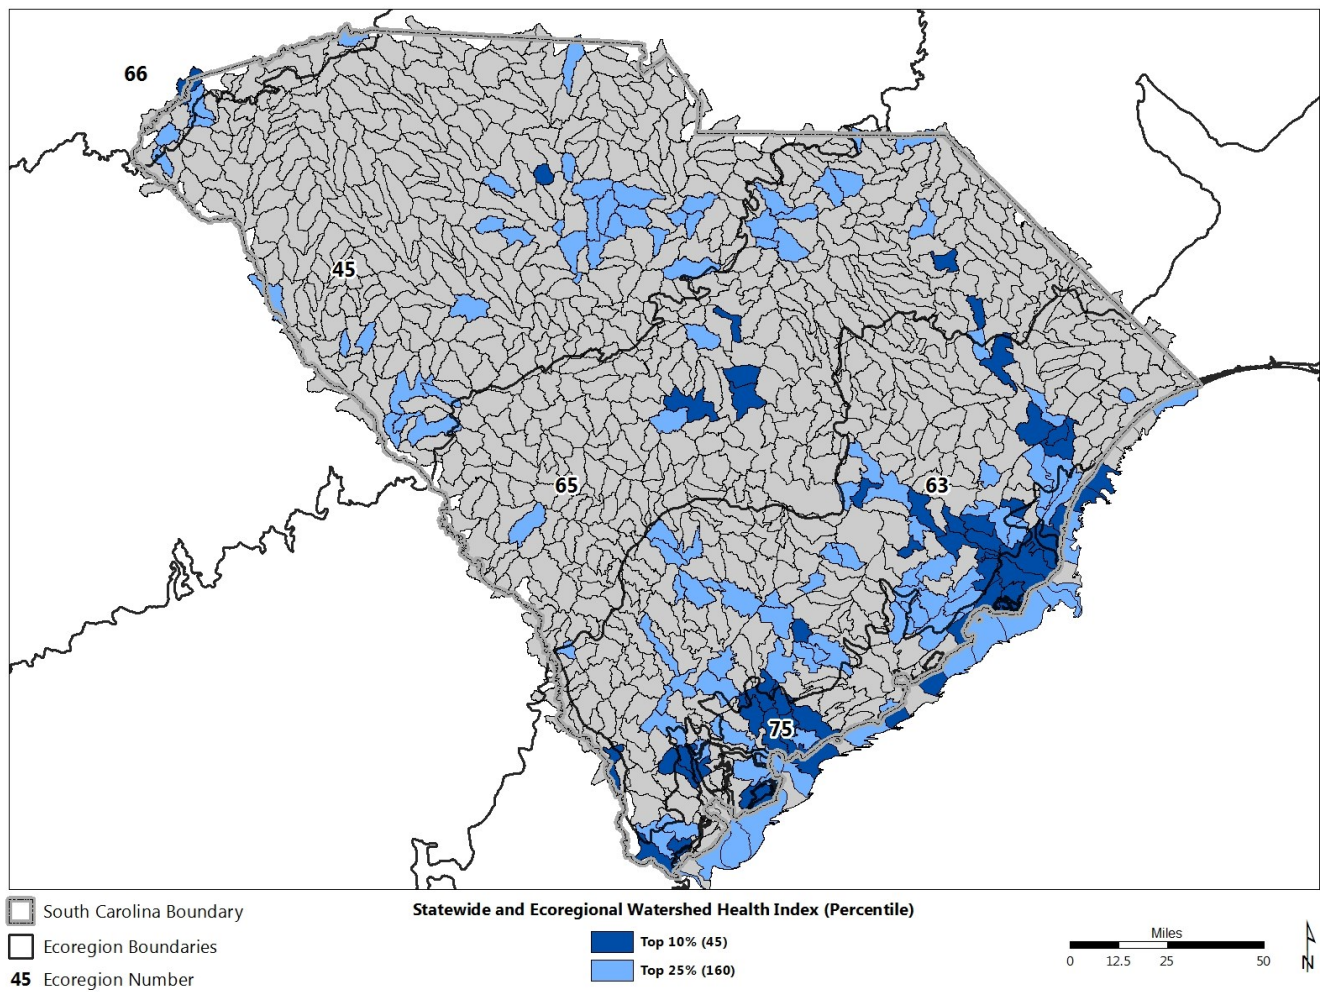 66
45
65
63
75
South Carolina Boundary
Ecoregion Boundaries
45 Ecoregion Number
Statewide and Ecoregional Watershed Health Index (Percentile)
Top 10% (45)
Top 25% (160)
Miles
0 12.5 25 50
N